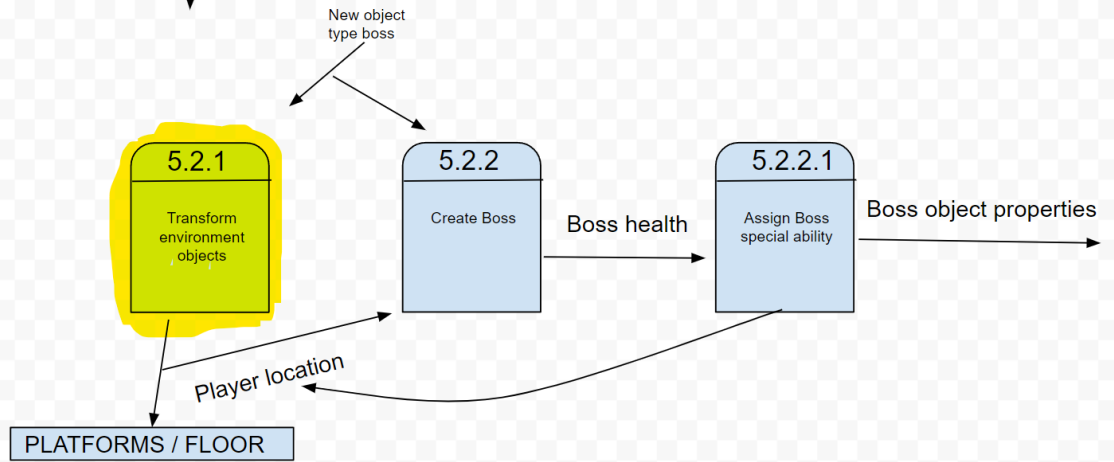 New object
type boss
5.2.1
Transform
environment
objects
5.2.2
Create Boss
Boss health
5.2.2.1
Assign Boss
special ability
Boss object properties
Player location
PLATFORMS / FLOOR